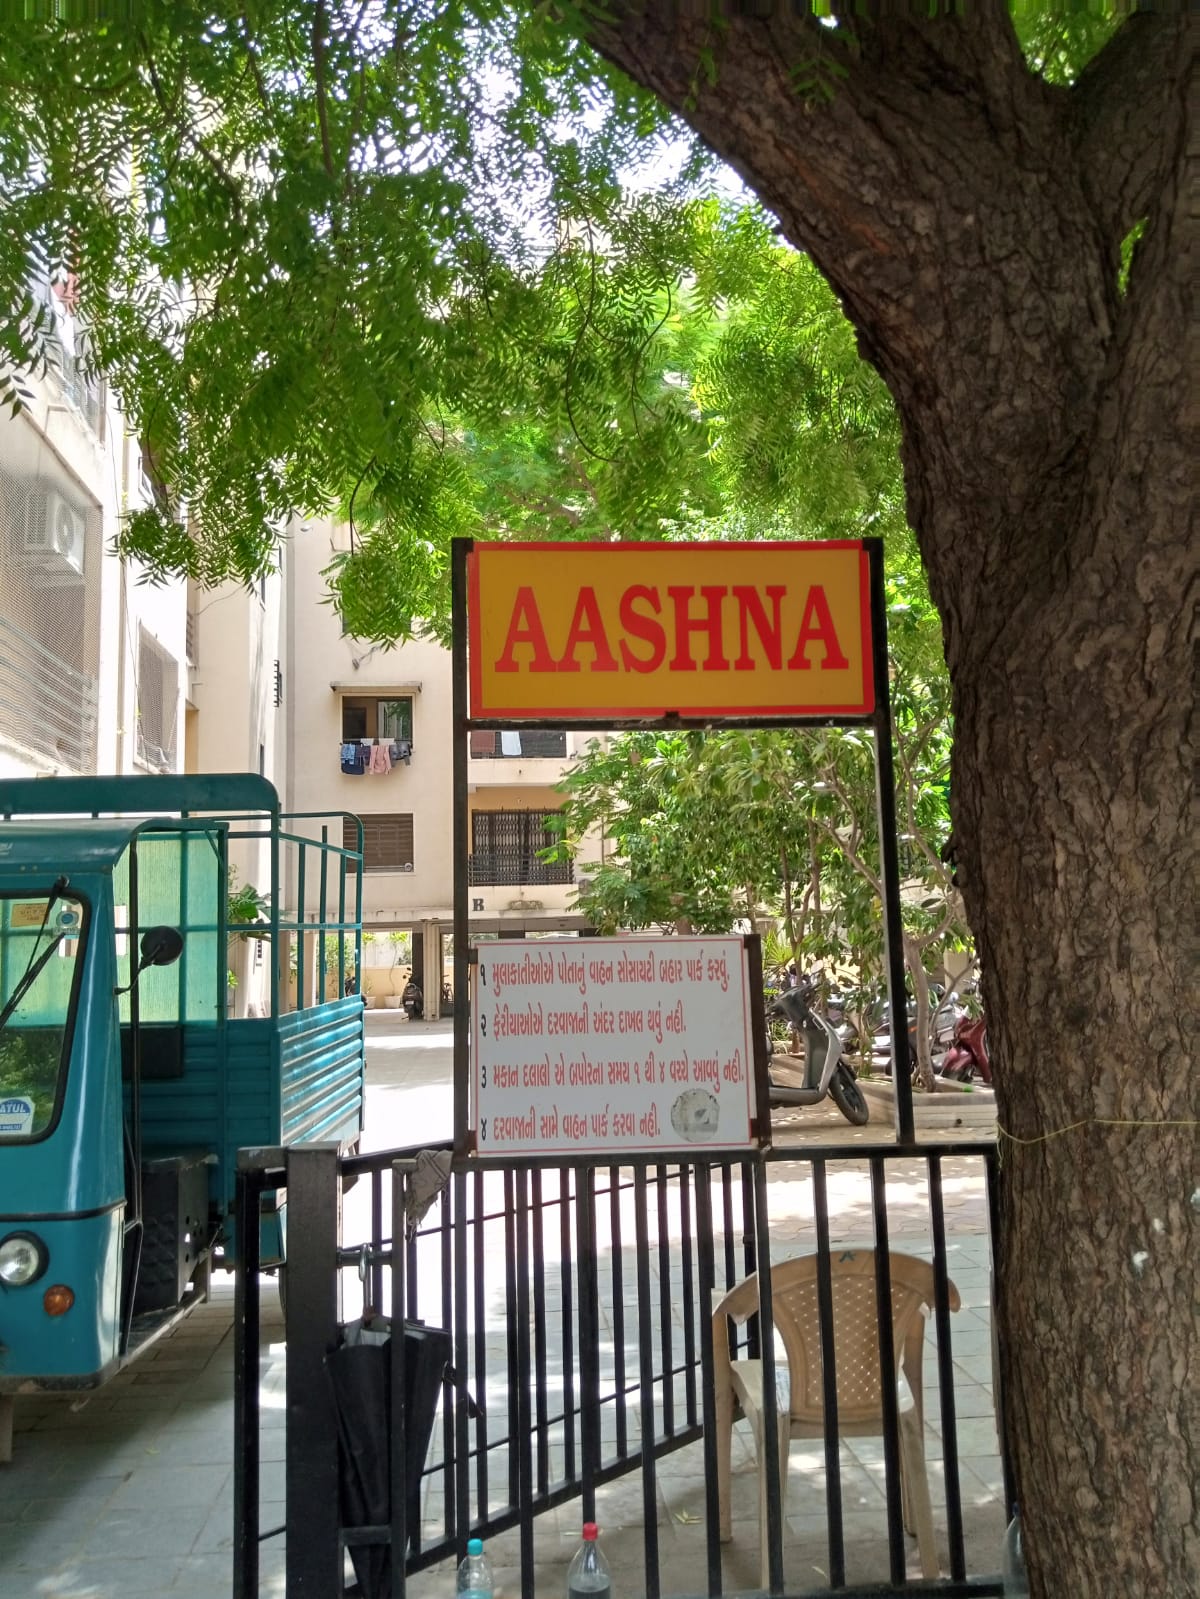 AASHNA
B
૧ મુલાકાતીઓએ પોતાનું વાહન સોસાયટી બહાર પાર્ક કરવું.
૨ ફેરીયાઓએ દરવાજાની અંદર દાખલ થવું નહી.
૩ મકાન દલાલો એ બપોરના સમય ૧ થી ૪ વચ્ચે આવવું નહી.
૪ દરવાજાની સામે વાહન પાર્ક કરવા નહી.
ATUL